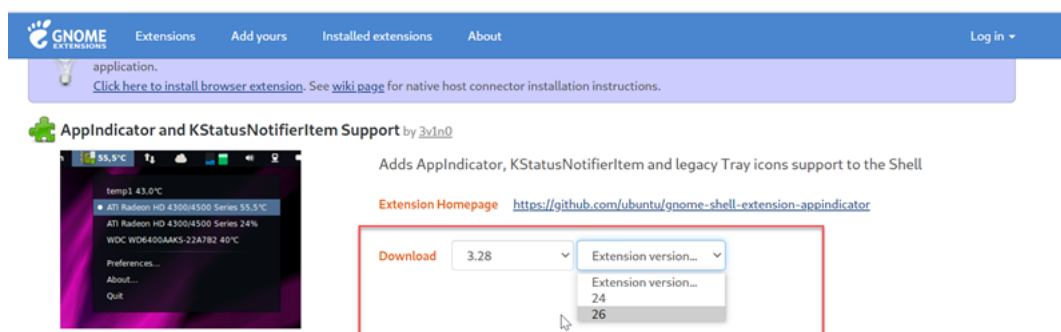 GNOME EXTENSIONS Extensions Add yours Installed extensions About Log in
application.
Click here to install browser extension. See wiki page for native host connector installation instructions.
AppIndicator and KStatusNotifierItem Support by 3v1n0
55,5°C
temp1 43.0°C
ATI Radeon HD 4300/4500 Series 55.5°C
ATI Radeon HD 4300/4500 Series 24%
WDC WD6400AAKS-22A7B2 40°C
Preferences...
About...
Quit
Adds AppIndicator, KStatusNotifierItem and legacy Tray icons support to the Shell
Extension Homepage https://github.com/ubuntu/gnome-shell-extension-appindicator
Download 3.28 Extension version...
Extension version...
24
26